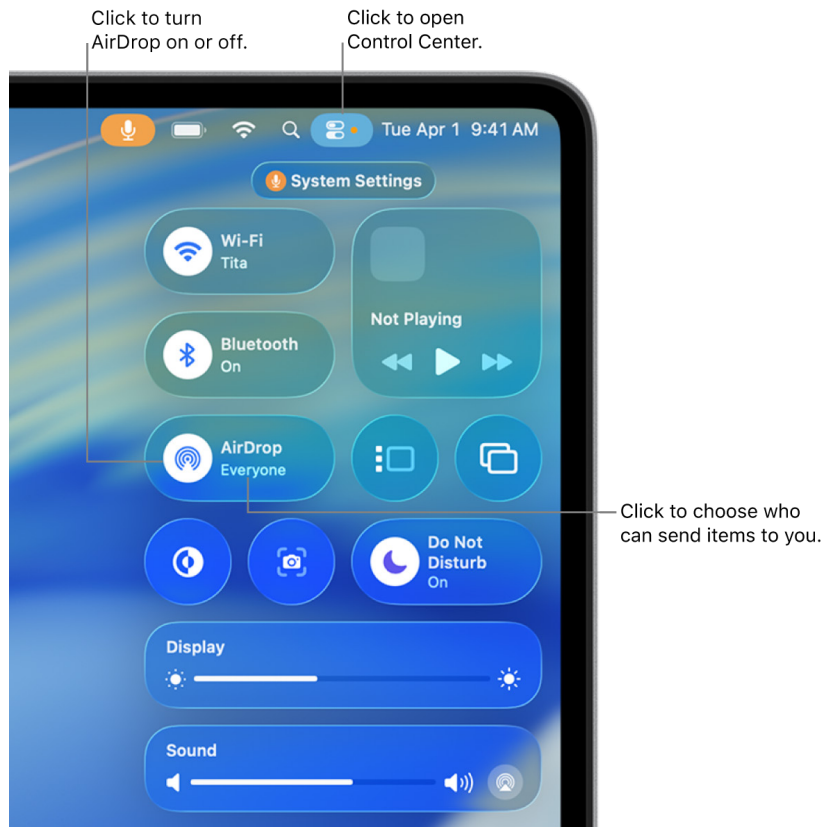 Click to turn
AirDrop on or off.
Click to open
Control Center.
Tue Apr 1 9:41 AM
System Settings
Wi-Fi
Tita
Not Playing
Bluetooth
On
AirDrop
Everyone
Click to choose who
can send items to you.
Do Not
Disturb
On
Display
Sound